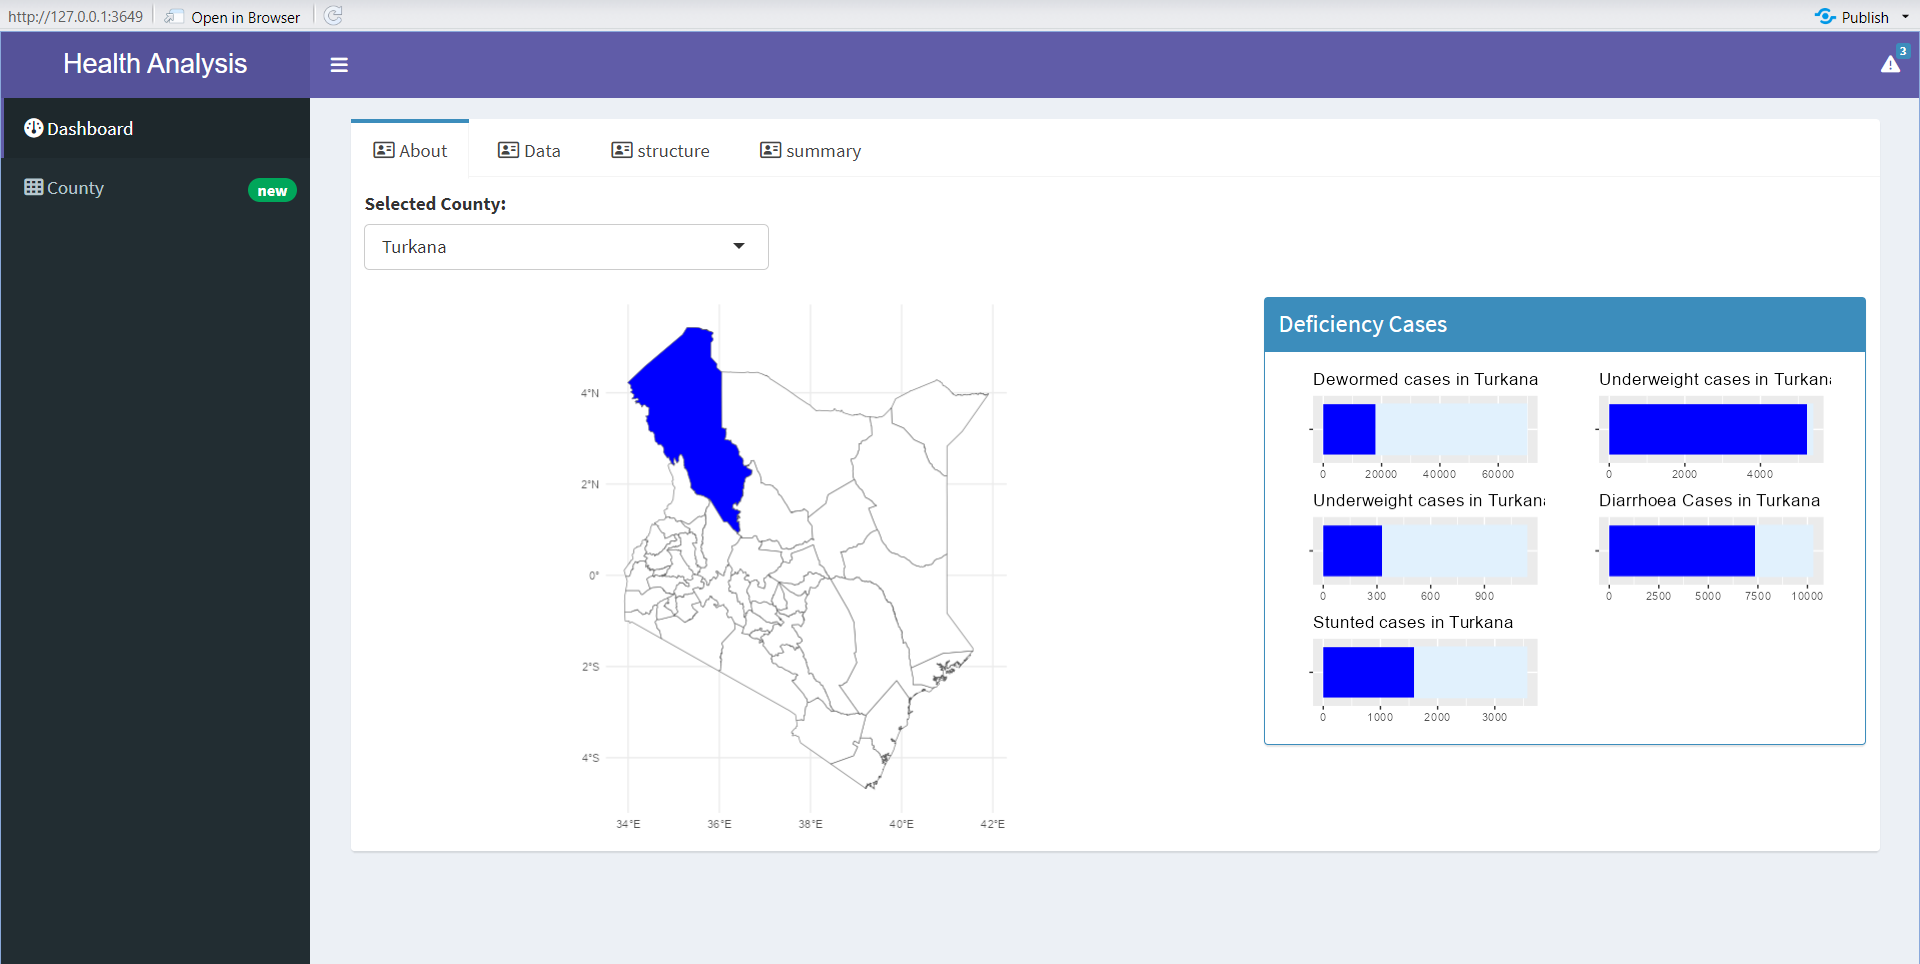 http://127.0.0.1:3649
Open in Browser
Publish
Health Analysis
3
Dashboard
County
new
About
Data
structure
summary
Selected County:
Turkana
4°N
2°N
0°
2°S
4°S
34°E
36°E
38°E
40°E
42°E
Deficiency Cases
Dewormed cases in Turkana
0
20000
40000
60000
Underweight cases in Turkana
0
2000
4000
Underweight cases in Turkana
0
300
600
900
Diarrhoea Cases in Turkana
0
2500
5000
7500
10000
Stunted cases in Turkana
0
1000
2000
3000